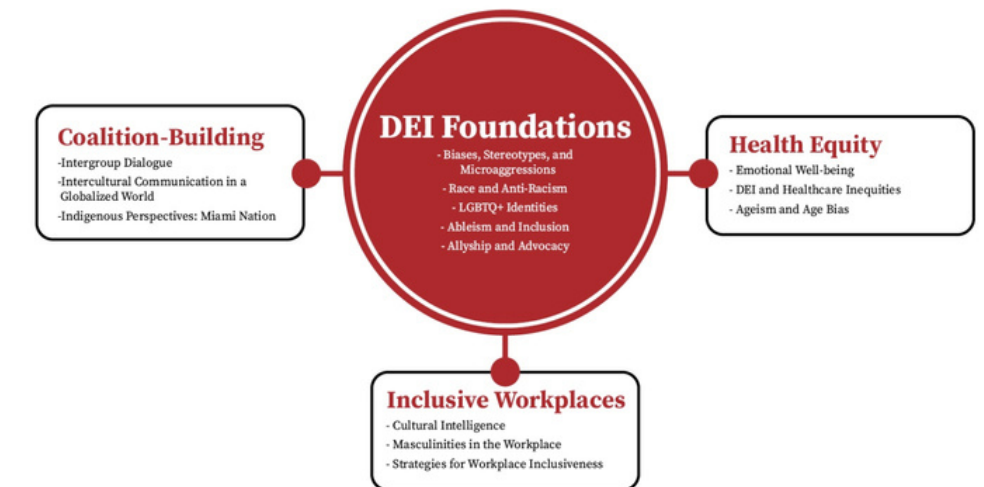 DEI Foundations
- Biases, Stereotypes, and
Microaggressions
- Race and Anti-Racism
- LGBTQ+ Identities
- Ableism and Inclusion
- Allyship and Advocacy
Coalition-Building
-Intergroup Dialogue
-Intercultural Communication in a
Globalized World
-Indigenous Perspectives: Miami Nation
Health Equity
- Emotional Well-being
- DEI and Healthcare Inequities
- Ageism and Age Bias
Inclusive Workplaces
- Cultural Intelligence
- Masculinities in the Workplace
- Strategies for Workplace Inclusiveness